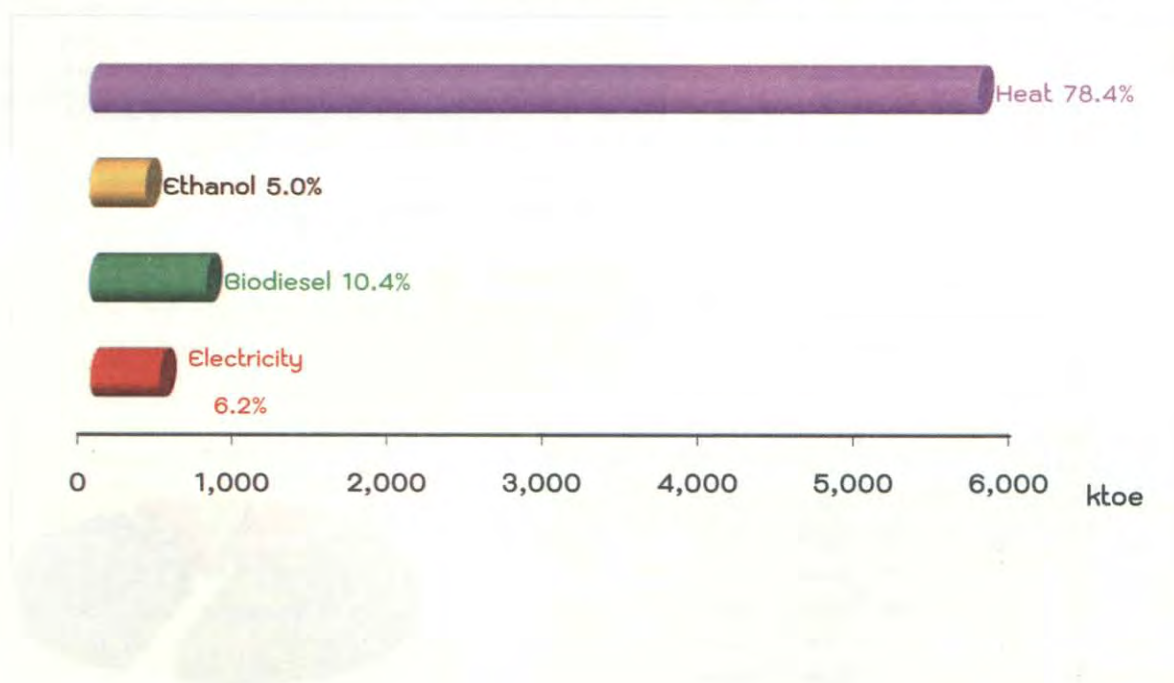 Heat 78.4%
Ethanol 5.0%
Biodiesel 10.4%
Electricity
6.2%
0 1,000 2,000 3,000 4,000 5,000 6,000 ktoe